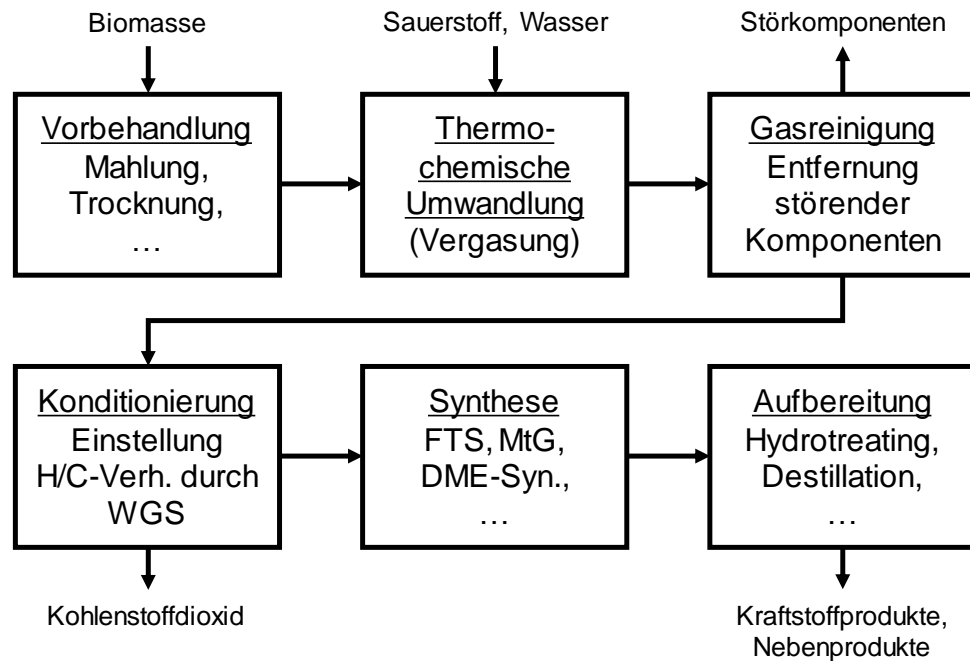 Biomasse
Sauerstoff, Wasser
Störkomponenten
Vorbehandlung
Mahlung,
Trocknung,
…
Thermo-
chemische
Umwandlung
(Vergasung)
Gasreinigung
Entfernung
störender
Komponenten
Konditionierung
Einstellung
H/C-Verh. durch
WGS
Synthese
FTS, MtG,
DME-Syn.,
…
Aufbereitung
Hydrotreating,
Destillation,
…
Kohlenstoffdioxid
Kraftstoffprodukte,
Nebenprodukte